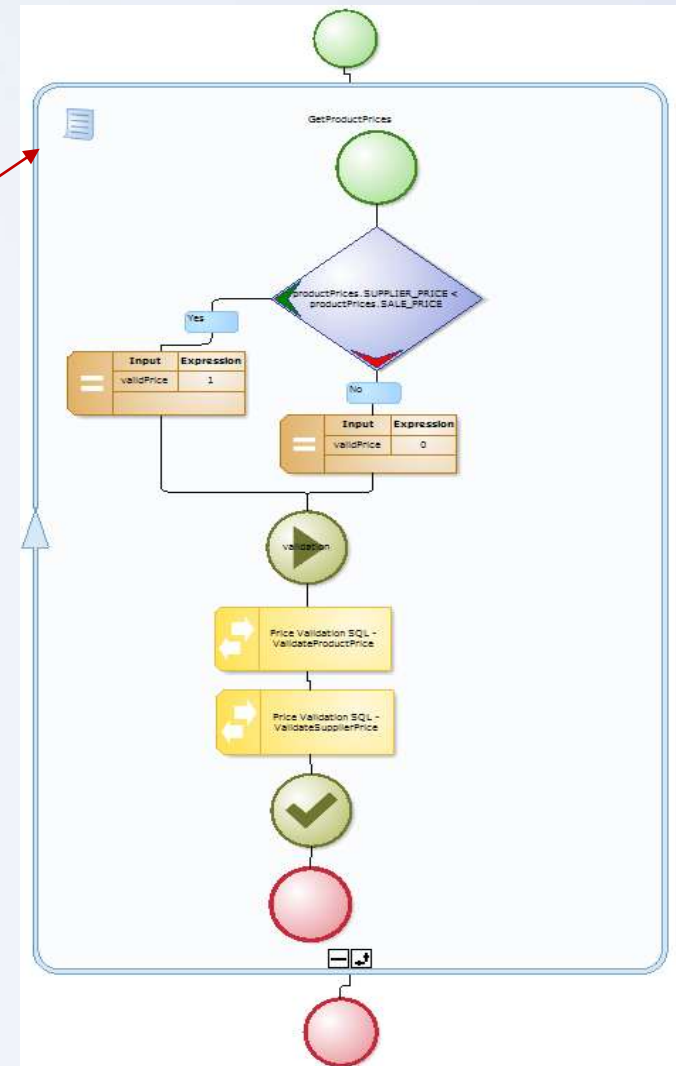 GetProductPrices
productPrices.SUPPLIER_PRICE <
productPrices.SALE_PRICE
Yes
Input Expression
validPrice 1
No
Input Expression
validPrice 0
validation
Price Validation SQL -
ValidateProductPrice
Price Validation SQL -
ValidateSupplierPrice